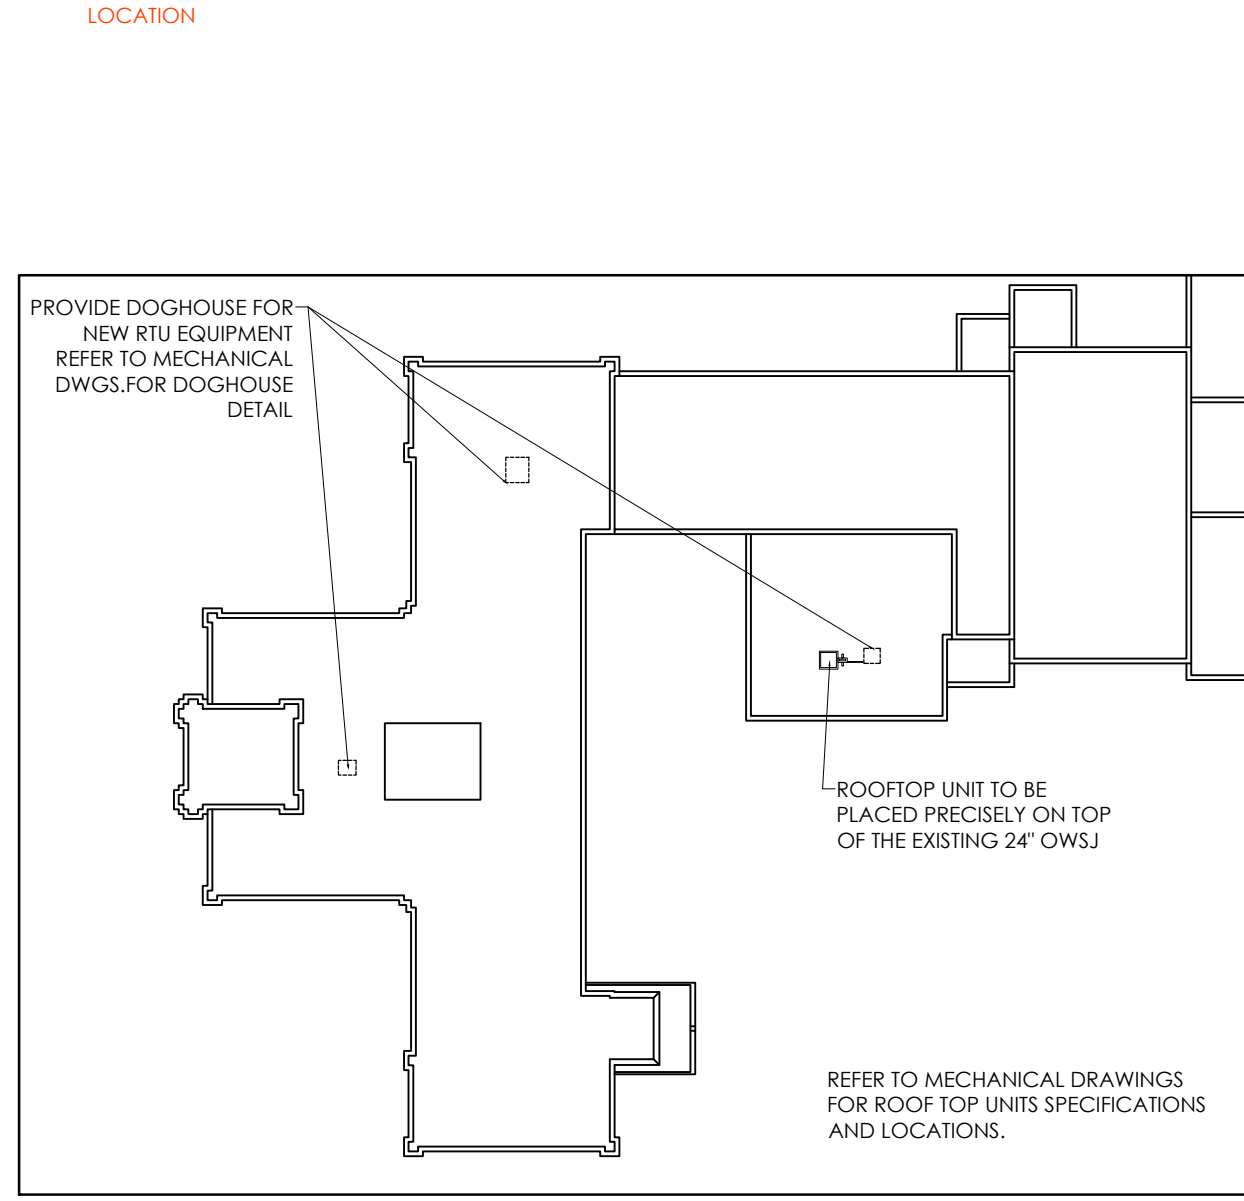 LOCATION
PROVIDE DOGHOUSE FOR
NEW RTU EQUIPMENT
REFER TO MECHANICAL
DWGS.FOR DOGHOUSE
DETAIL
ROOFTOP UNIT TO BE
PLACED PRECISELY ON TOP
OF THE EXISTING 24" OWSJ
REFER TO MECHANICAL DRAWINGS
FOR ROOF TOP UNITS SPECIFICATIONS
AND LOCATIONS.